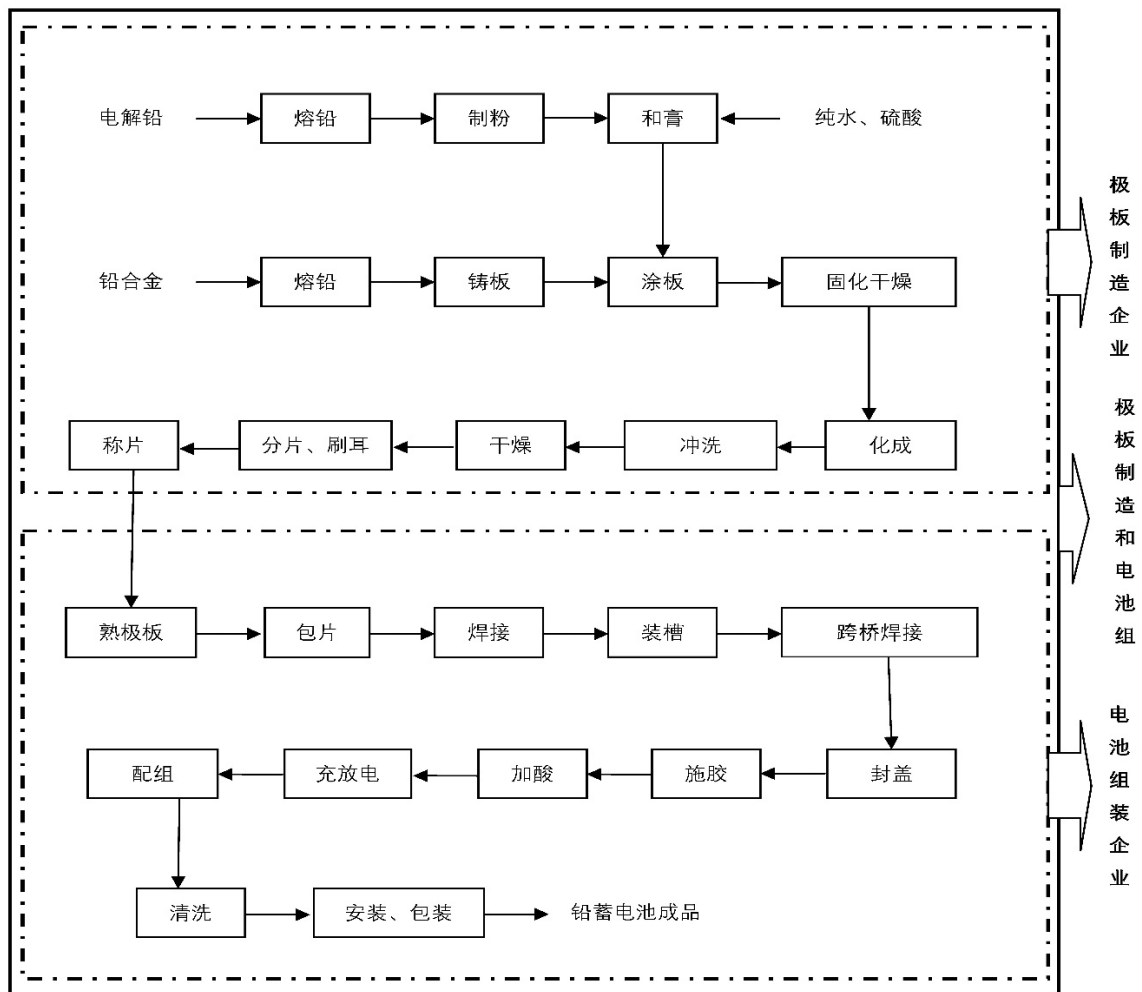 电解铅 熔铅 制粉 和膏 纯水、硫酸
铅合金 熔铅 铸板 涂板 固化干燥
称片 分片、刷耳 干燥 冲洗 化成
熟极板 包片 焊接 装槽 跨桥焊接
配组 充放电 加酸 施胶 封盖
清洗 安装、包装 铅蓄电池成品
极板制造企业
极板制造和电池组
电池组装企业